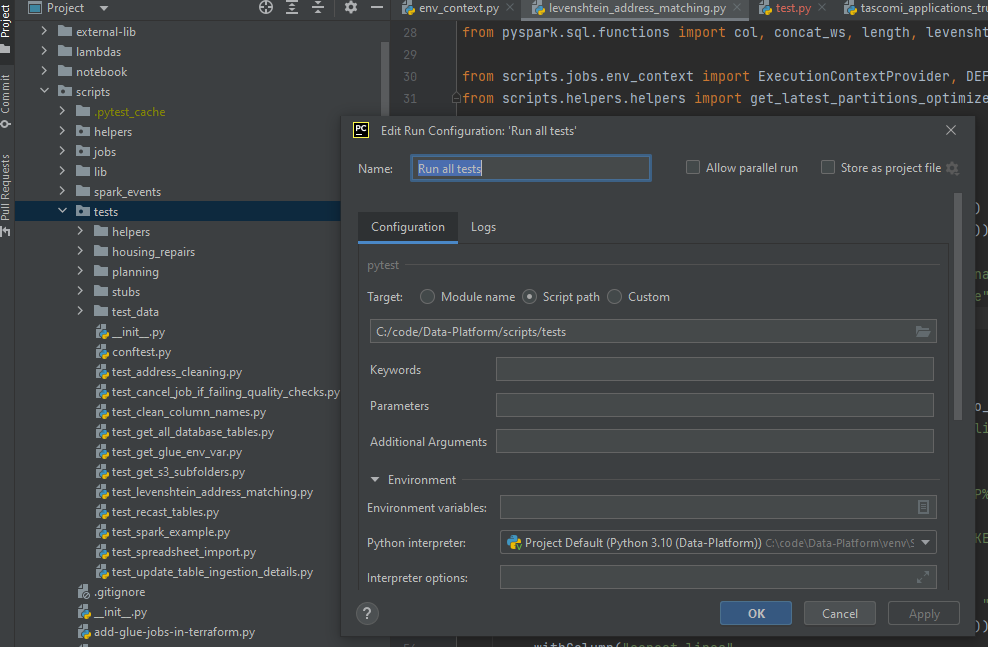 Project
Commit
Pull Requests
Project
external-lib
lambdas
notebook
scripts
.pytest_cache
helpers
jobs
lib
spark_events
tests
helpers
housing_repairs
planning
stubs
test_data
__init__.py
conftest.py
test_address_cleaning.py
test_cancel_job_if_failing_quality_checks.py
test_clean_column_names.py
test_get_all_database_tables.py
test_get_glue_env_var.py
test_get_s3_subfolders.py
test_levenshtein_address_matching.py
test_recast_tables.py
test_spark_example.py
test_spreadsheet_import.py
test_update_table_ingestion_details.py
.gitignore
__init__.py
add-glue-jobs-in-terraform.py
env_context.py
levenshtein_address_matching.py
test.py
tascomi_applications_tru
28 from pyspark.sql.functions import col, concat_ws, length, levensht
29
30 from scripts.jobs.env_context import ExecutionContextProvider, DEF
31 from scripts.helpers.helpers import get_latest_partitions_optimize
PC Edit Run Configuration: 'Run all tests'
Name: Run all tests
Allow parallel run
Store as project file
Configuration Logs
pytest
Target: Module name Script path Custom
C:/code/Data-Platform/scripts/tests
Keywords
Parameters
Additional Arguments
Environment
Environment variables:
Python interpreter: Project Default (Python 3.10 (Data-Platform)) C:\code\Data-Platform\venv\S
Interpreter options:
? OK Cancel Apply